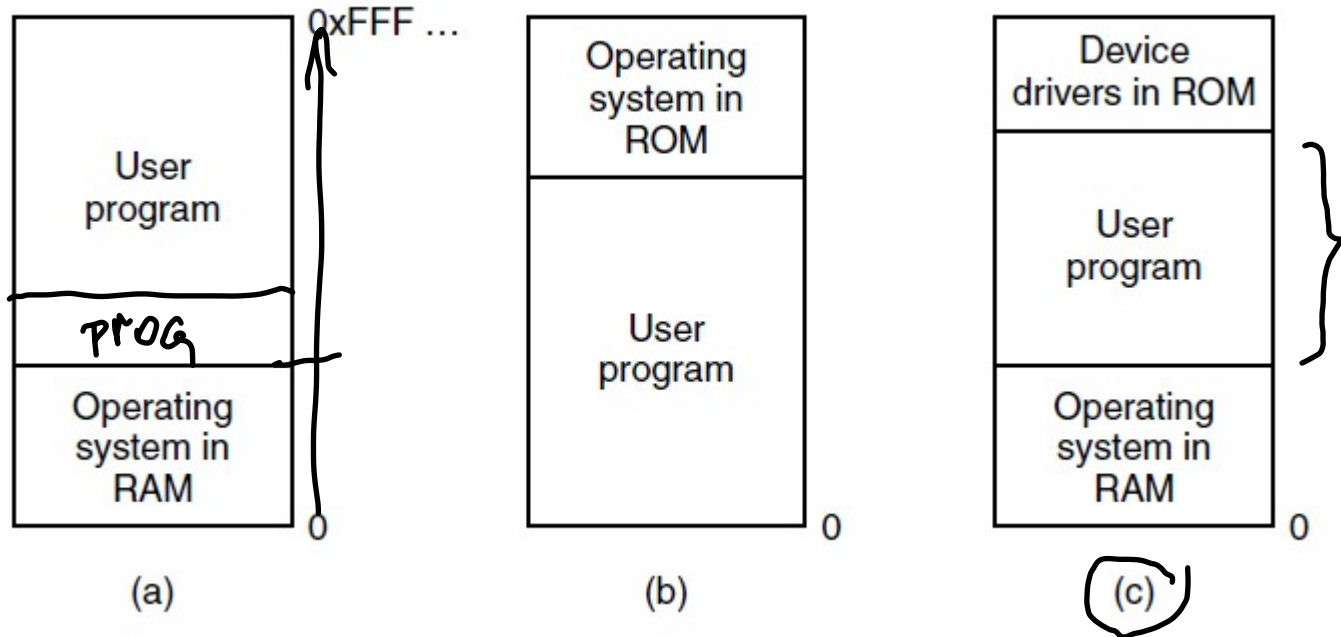 0xFFF ...
User
program
PROG
Operating
system in
RAM
0
(a)
Operating
system in
ROM
User
program
0
(b)
Device
drivers in ROM
User
program
Operating
system in
RAM
0
(c)